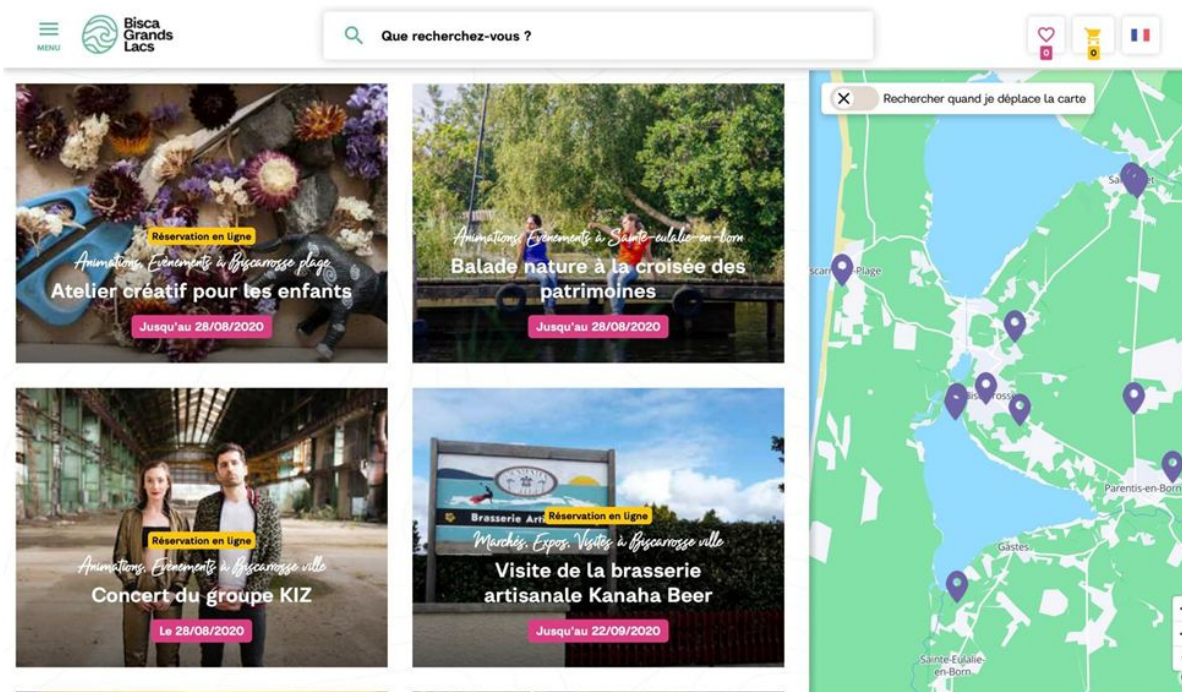 MENU
Bisca
Grands
Lacs
Que recherchez-vous ?
0
0
Réservation en ligne
Animations, Evènements à Biscarrosse plage
Atelier créatif pour les enfants
Jusqu'au 28/08/2020
Animations, Evènements à Sainte-eulalie-en-born
Balade nature à la croisée des
patrimoines
Jusqu'au 28/08/2020
Réservation en ligne
Animations, Evènements à Biscarrosse ville
Concert du groupe KIZ
Le 28/08/2020
Brasserie
Réservation en ligne
Marchés, Expos, Visites à Biscarrosse ville
Visite de la brasserie
artisanale Kanaha Beer
Jusqu'au 22/09/2020
Rechercher quand je déplace la carte
Parentis-en-Born
Gastes
Sainte-Eulalie-
en-Born